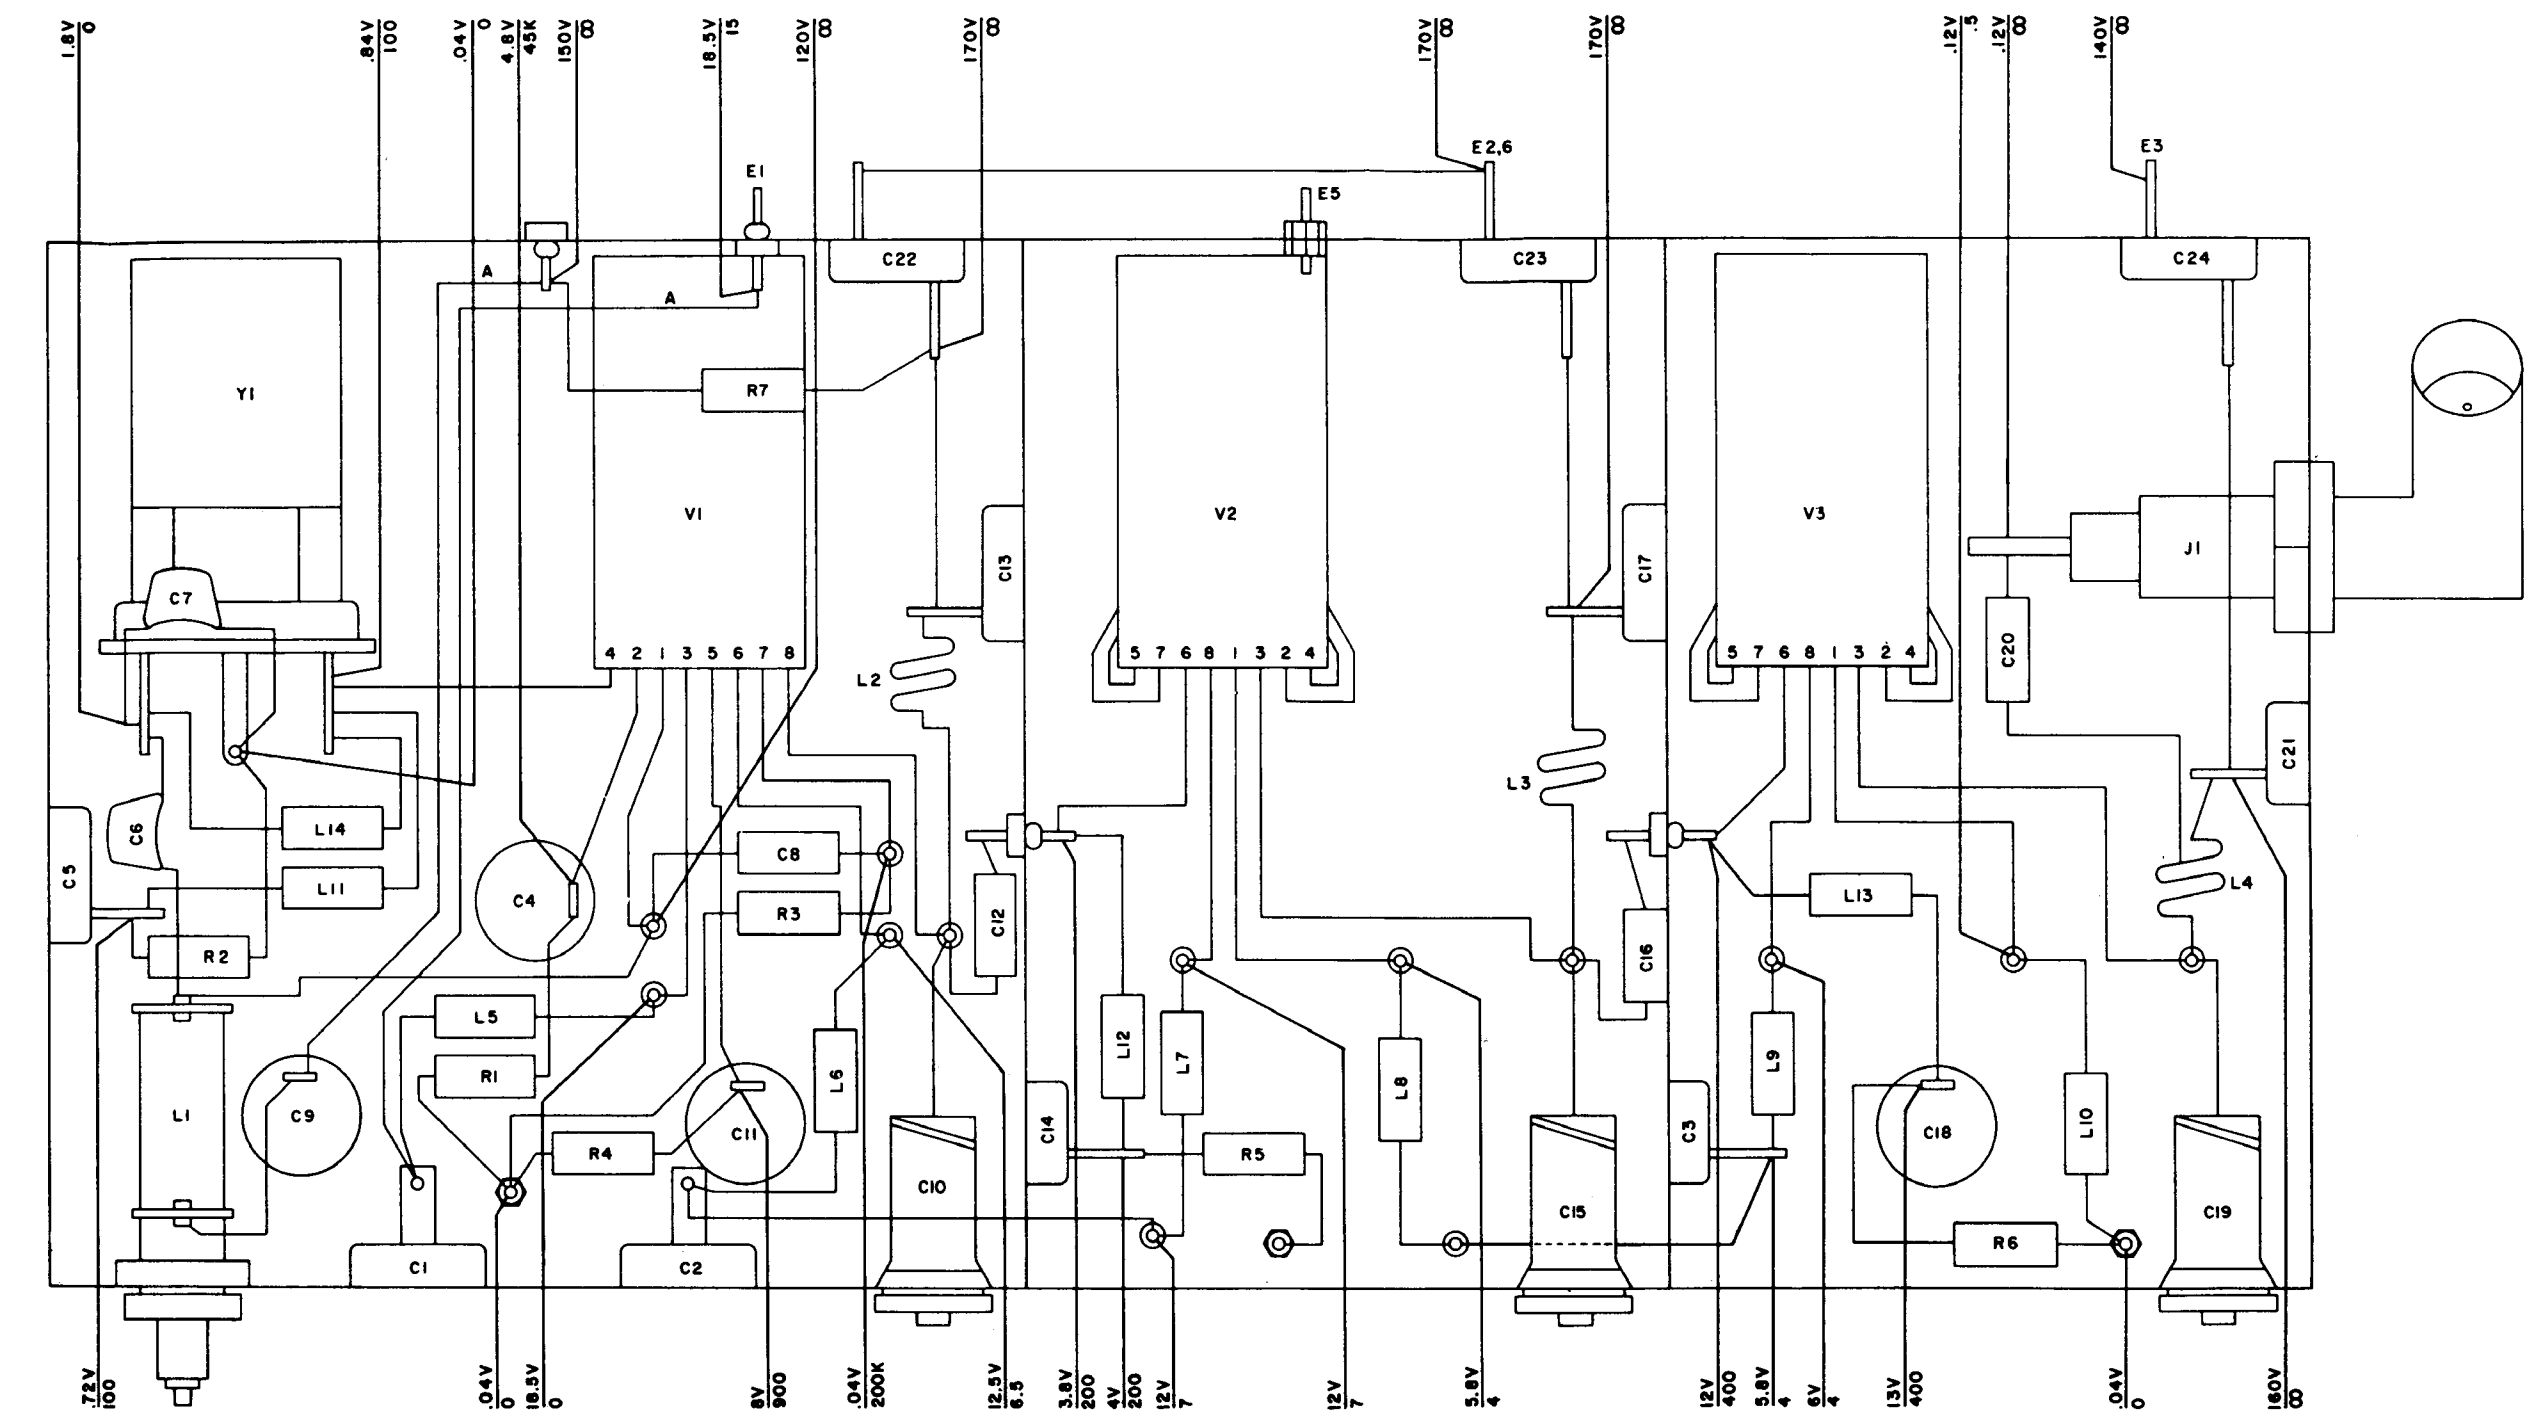 1.8V
0
.84V
100
.04V
0
4.8V
45K
150V
∞
18.5V
15
120V
∞
170V
∞
170V
∞
170V
∞
.12V
.5
.12V
∞
140V
∞
E1
E2,6
E3
E5
A
A
C22
C23
C24
Y1
R7
V1
V2
V3
J1
C13
C17
C7
C20
4 2 1 3 5 6 7 8
5 7 6 8 1 3 2 4
5 7 6 8 1 3 2 4
L2
L3
C21
C6
L14
C8
C5
L11
C4
R3
C12
L13
L4
R2
C16
L5
R1
L12
L7
L6
L8
L9
L1
C9
C11
C14
C3
C18
L10
R4
R5
C10
C15
C19
R6
C1
C2
.72V
100
.04V
0
18.5V
0
8V
900
.04V
200K
12.5V
6.5
3.8V
200
4V
200
12V
7
12V
7
5.8V
4
12V
400
5.8V
4
6V
4
13V
400
.04V
0
160V
∞